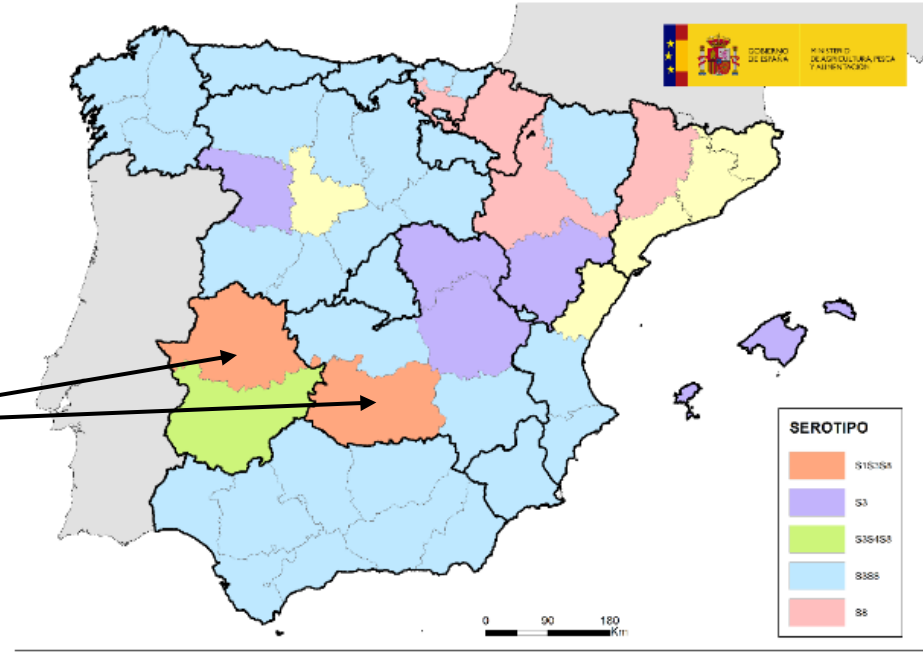 GOBIERNO
DE ESPAÑA
MINISTERIO
DE AGRICULTURA, PESCA
Y ALIMENTACIÓN
SEROTIPO
S1S3S8
S3
S3S4S8
S3S8
S8
0 90 180
Km